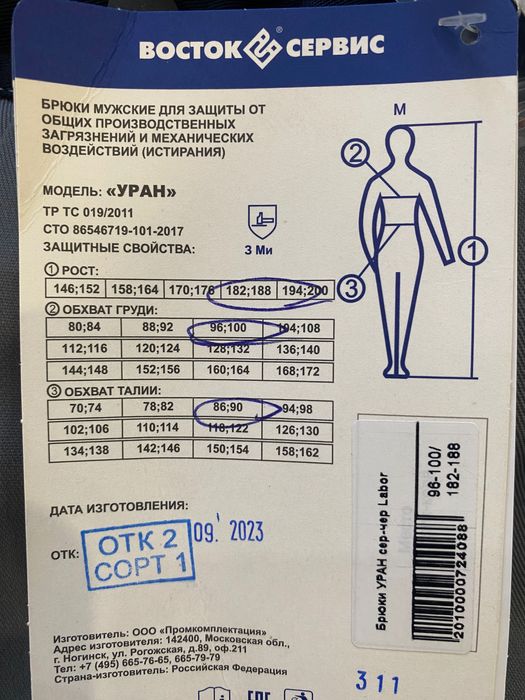 ВОСТОК СЕРВИС
БРЮКИ МУЖСКИЕ ДЛЯ ЗАЩИТЫ ОТ
ОБЩИХ ПРОИЗВОДСТВЕННЫХ
ЗАГРЯЗНЕНИЙ И МЕХАНИЧЕСКИХ
ВОЗДЕЙСТВИЙ (ИСТИРАНИЯ)
МОДЕЛЬ: «УРАН»
ТР ТС 019/2011
СТО 86546719-101-2017
ЗАЩИТНЫЕ СВОЙСТВА:
3 Ми
М
2
1
3
1 РОСТ:
146;152 158;164 170;176 182;188 194;200
2 ОБХВАТ ГРУДИ:
80;84 88;92 96;100 104;108
112;116 120;124 128;132 136;140
144;148 152;156 160;164 168;172
3 ОБХВАТ ТАЛИИ:
70;74 78;82 86;90 94;98
102;106 110;114 118;122 126;130
134;138 142;146 150;154 158;162
ДАТА ИЗГОТОВЛЕНИЯ:
09. 2023
ОТК:
ОТК 2
СОРТ 1
Брюки УРАН сер-чер Labor
96-100/
182-188
2010000724088
Изготовитель: ООО «Промкомплектация»
Адрес изготовителя: 142400, Московская обл.,
г. Ногинск, ул. Рогожская, д.89, оф.211
Тел: +7 (495) 665-76-65, 665-79-79
Страна-изготовитель: Российская Федерация
311
EAC